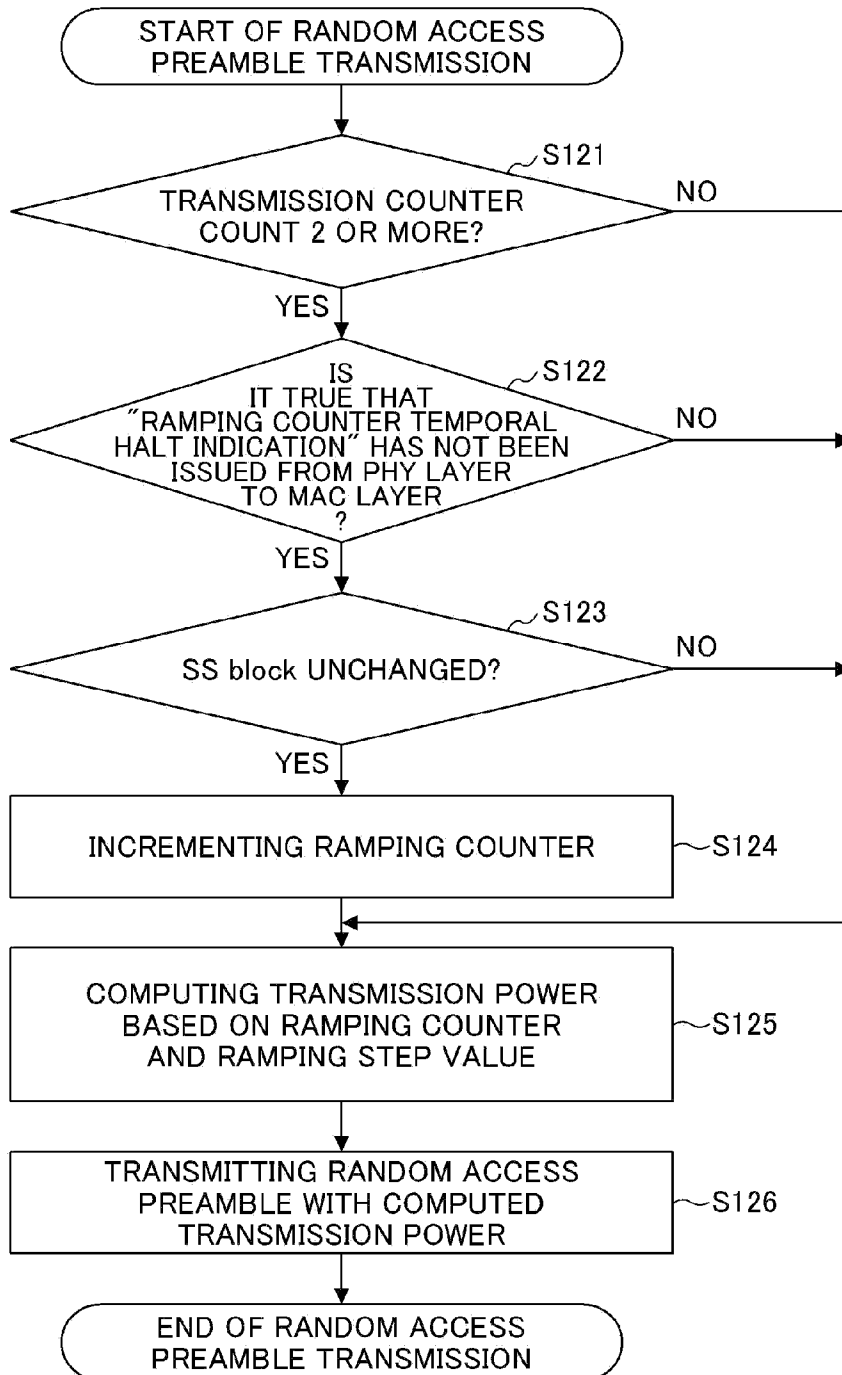 START OF RANDOM ACCESS
PREAMBLE TRANSMISSION
S121
TRANSMISSION COUNTER
COUNT 2 OR MORE?
NO
YES
S122
IS
IT TRUE THAT
"RAMPING COUNTER TEMPORAL
HALT INDICATION" HAS NOT BEEN
ISSUED FROM PHY LAYER
TO MAC LAYER
?
NO
YES
S123
SS block UNCHANGED?
NO
YES
INCREMENTING RAMPING COUNTER
S124
COMPUTING TRANSMISSION POWER
BASED ON RAMPING COUNTER
AND RAMPING STEP VALUE
S125
TRANSMITTING RANDOM ACCESS
PREAMBLE WITH COMPUTED
TRANSMISSION POWER
S126
END OF RANDOM ACCESS
PREAMBLE TRANSMISSION